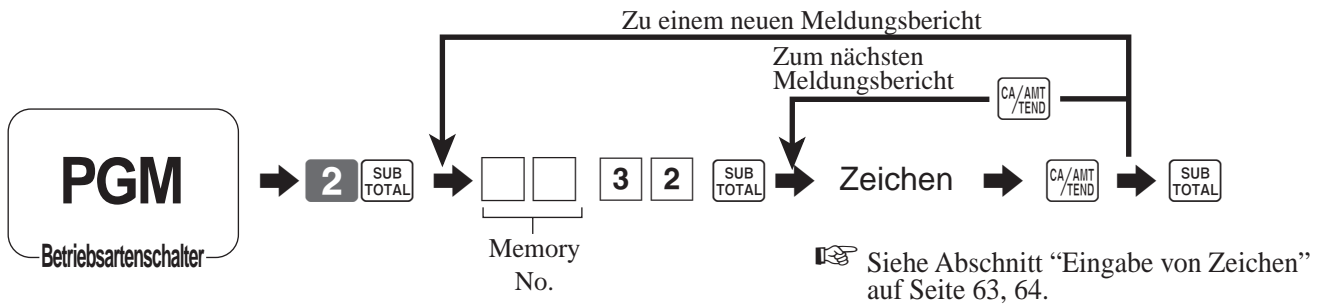 Zu einem neuen Meldungsbericht
Zum nächsten
Meldungsbericht
CA/AMT
/TEND
PGM
Betriebsartenschalter
2
SUB
TOTAL
3 2
SUB
TOTAL
Zeichen
CA/AMT
/TEND
SUB
TOTAL
Memory
No.
Siehe Abschnitt “Eingabe von Zeichen”
auf Seite 63, 64.